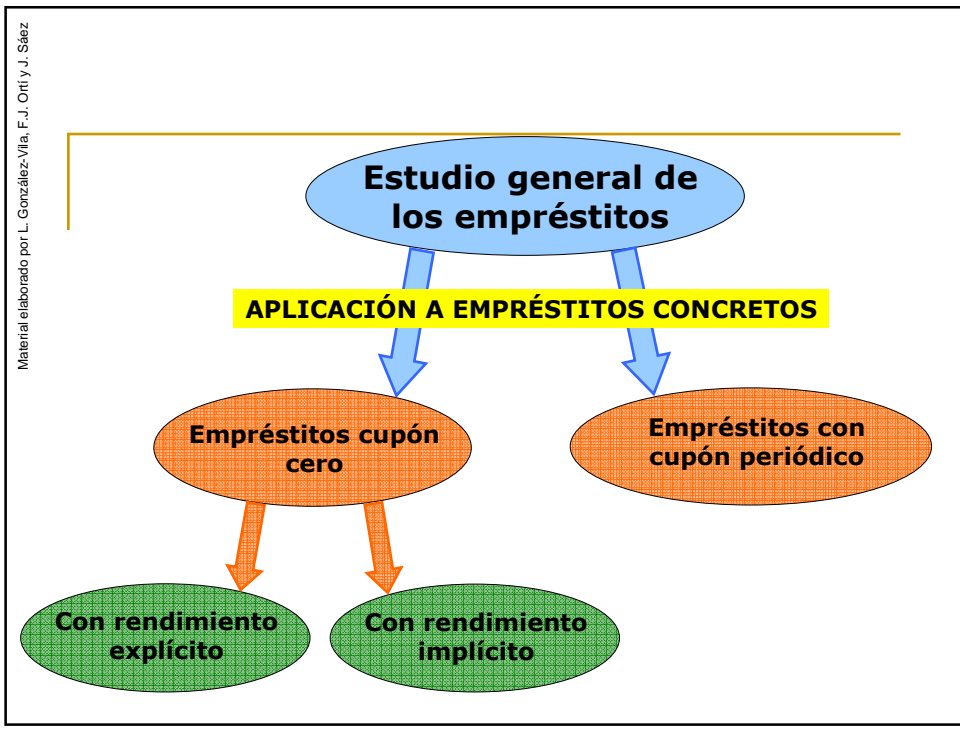 Material elaborado por L. González-Vila, F.J. Ortí y J. Sáez
Estudio general de
los empréstitos
APLICACIÓN A EMPRÉSTITOS CONCRETOS
Empréstitos cupón
cero
Empréstitos con
cupón periódico
Con rendimiento
explícito
Con rendimiento
implícito